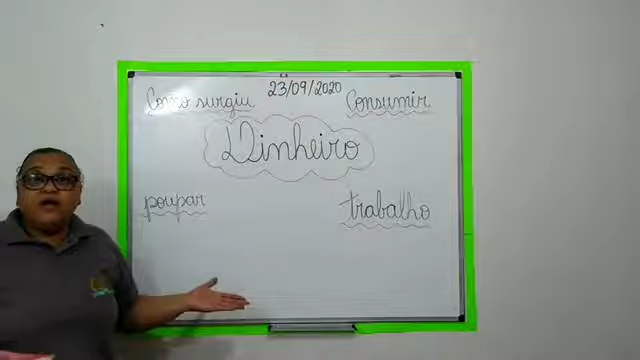 23/09/2020
Como surgiu
Consumir
Dinheiro
poupar
trabalho